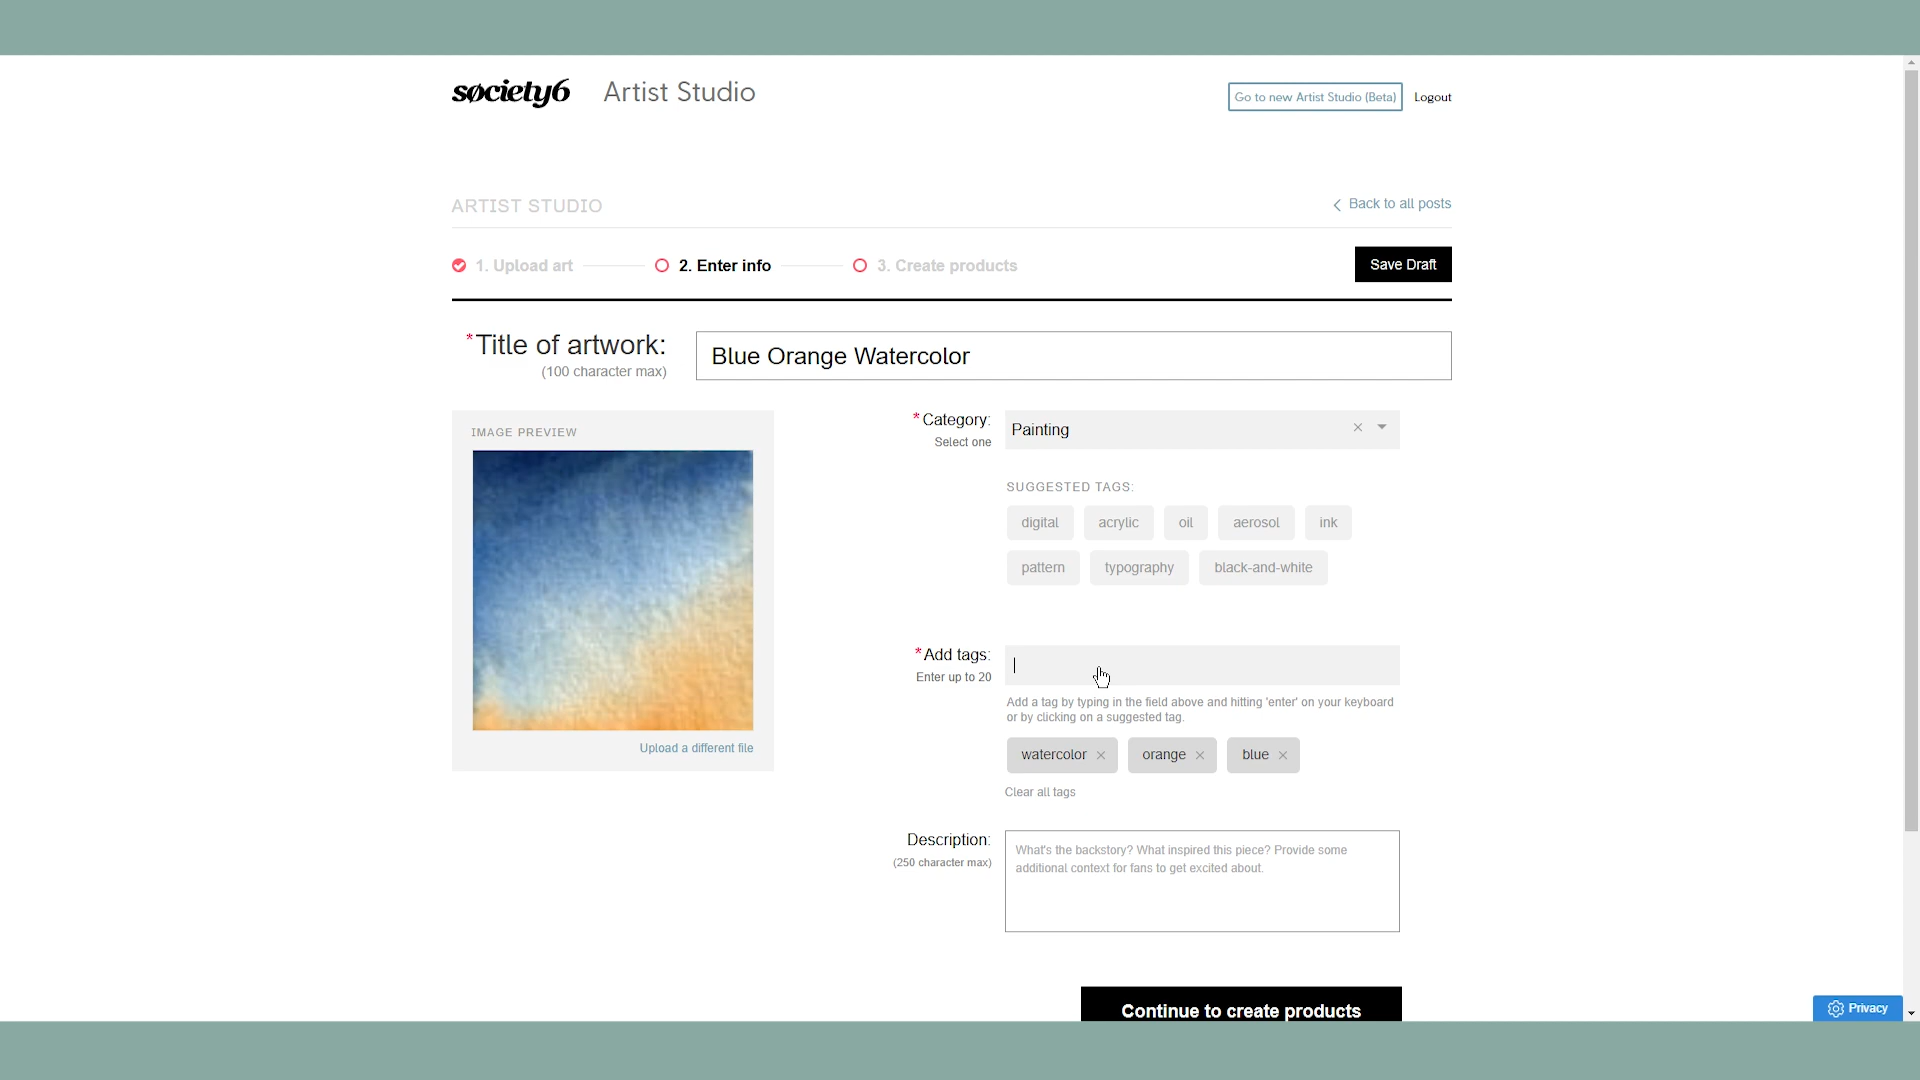 søciety6 Artist Studio Go to new Artist Studio (Beta) Logout
ARTIST STUDIO Back to all posts
1. Upload art 2. Enter info 3. Create products Save Draft
*Title of artwork: Blue Orange Watercolor
(100 character max)
IMAGE PREVIEW
Upload a different file
*Category: Painting
Select one
SUGGESTED TAGS:
digital acrylic oil aerosol ink
pattern typography black-and-white
*Add tags:
Enter up to 20
Add a tag by typing in the field above and hitting 'enter' on your keyboard
or by clicking on a suggested tag.
watercolor × orange × blue ×
Clear all tags
Description:
(250 character max)
What's the backstory? What inspired this piece? Provide some
additional context for fans to get excited about.
Continue to create products
Privacy